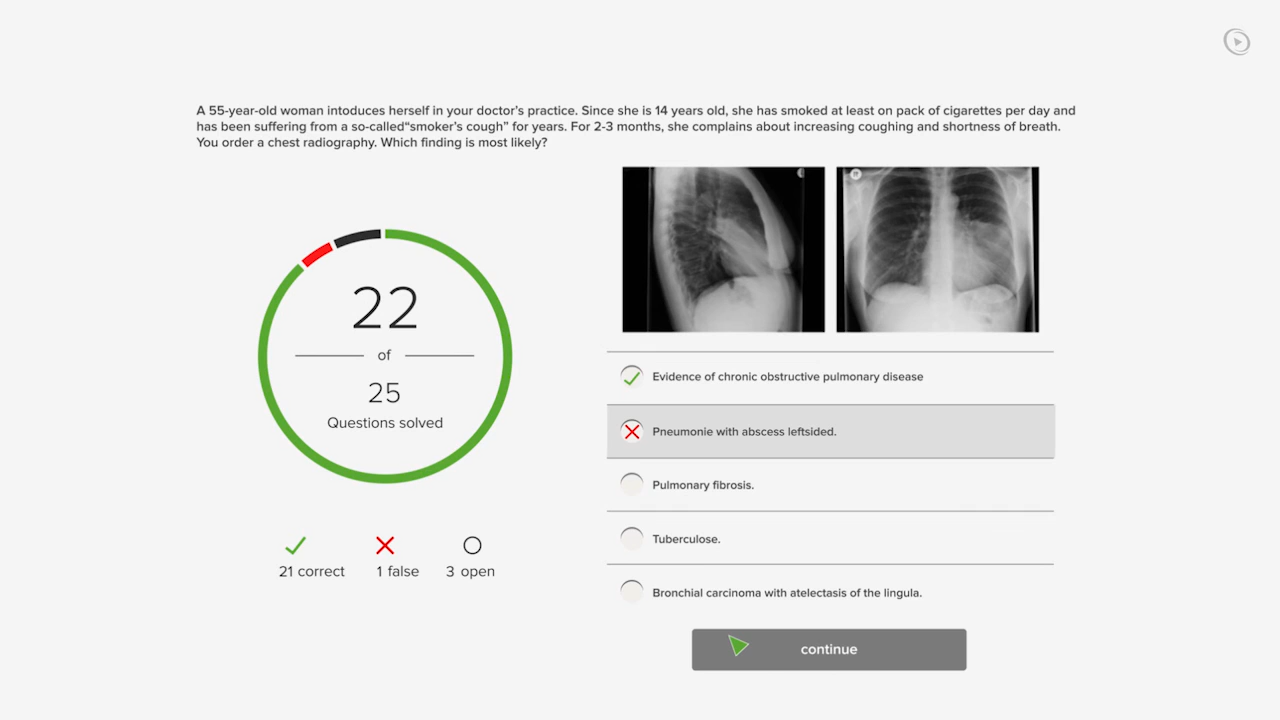 A 55-year-old woman intoduces herself in your doctor's practice. Since she is 14 years old, she has smoked at least on pack of cigarettes per day and
has been suffering from a so-called“smoker's cough” for years. For 2-3 months, she complains about increasing coughing and shortness of breath.
You order a chest radiography. Which finding is most likely?
22
of
25
Questions solved
21 correct
1 false
3 open
Evidence of chronic obstructive pulmonary disease
Pneumonie with abscess leftsided.
Pulmonary fibrosis.
Tuberculose.
Bronchial carcinoma with atelectasis of the lingula.
continue